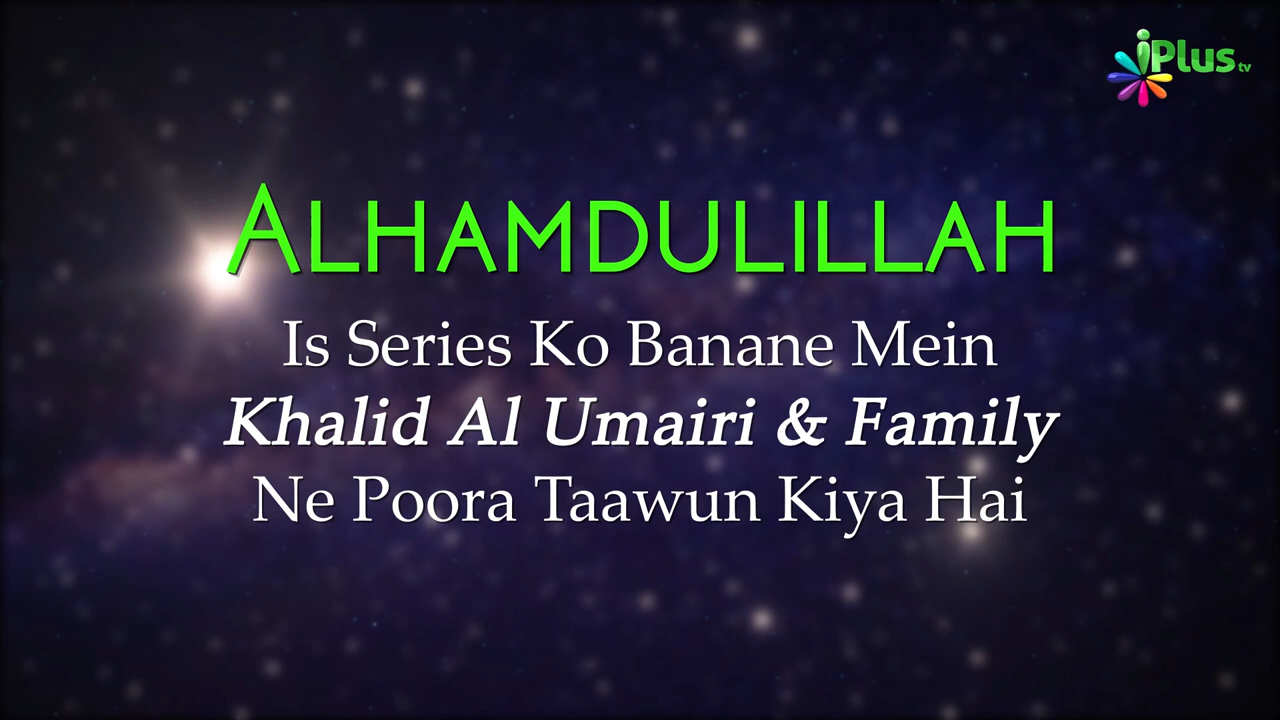 iPlus tv
ALHAMDULILLAH
Is Series Ko Banane Mein
Khalid Al Umairi & Family
Ne Poora Taawun Kiya Hai